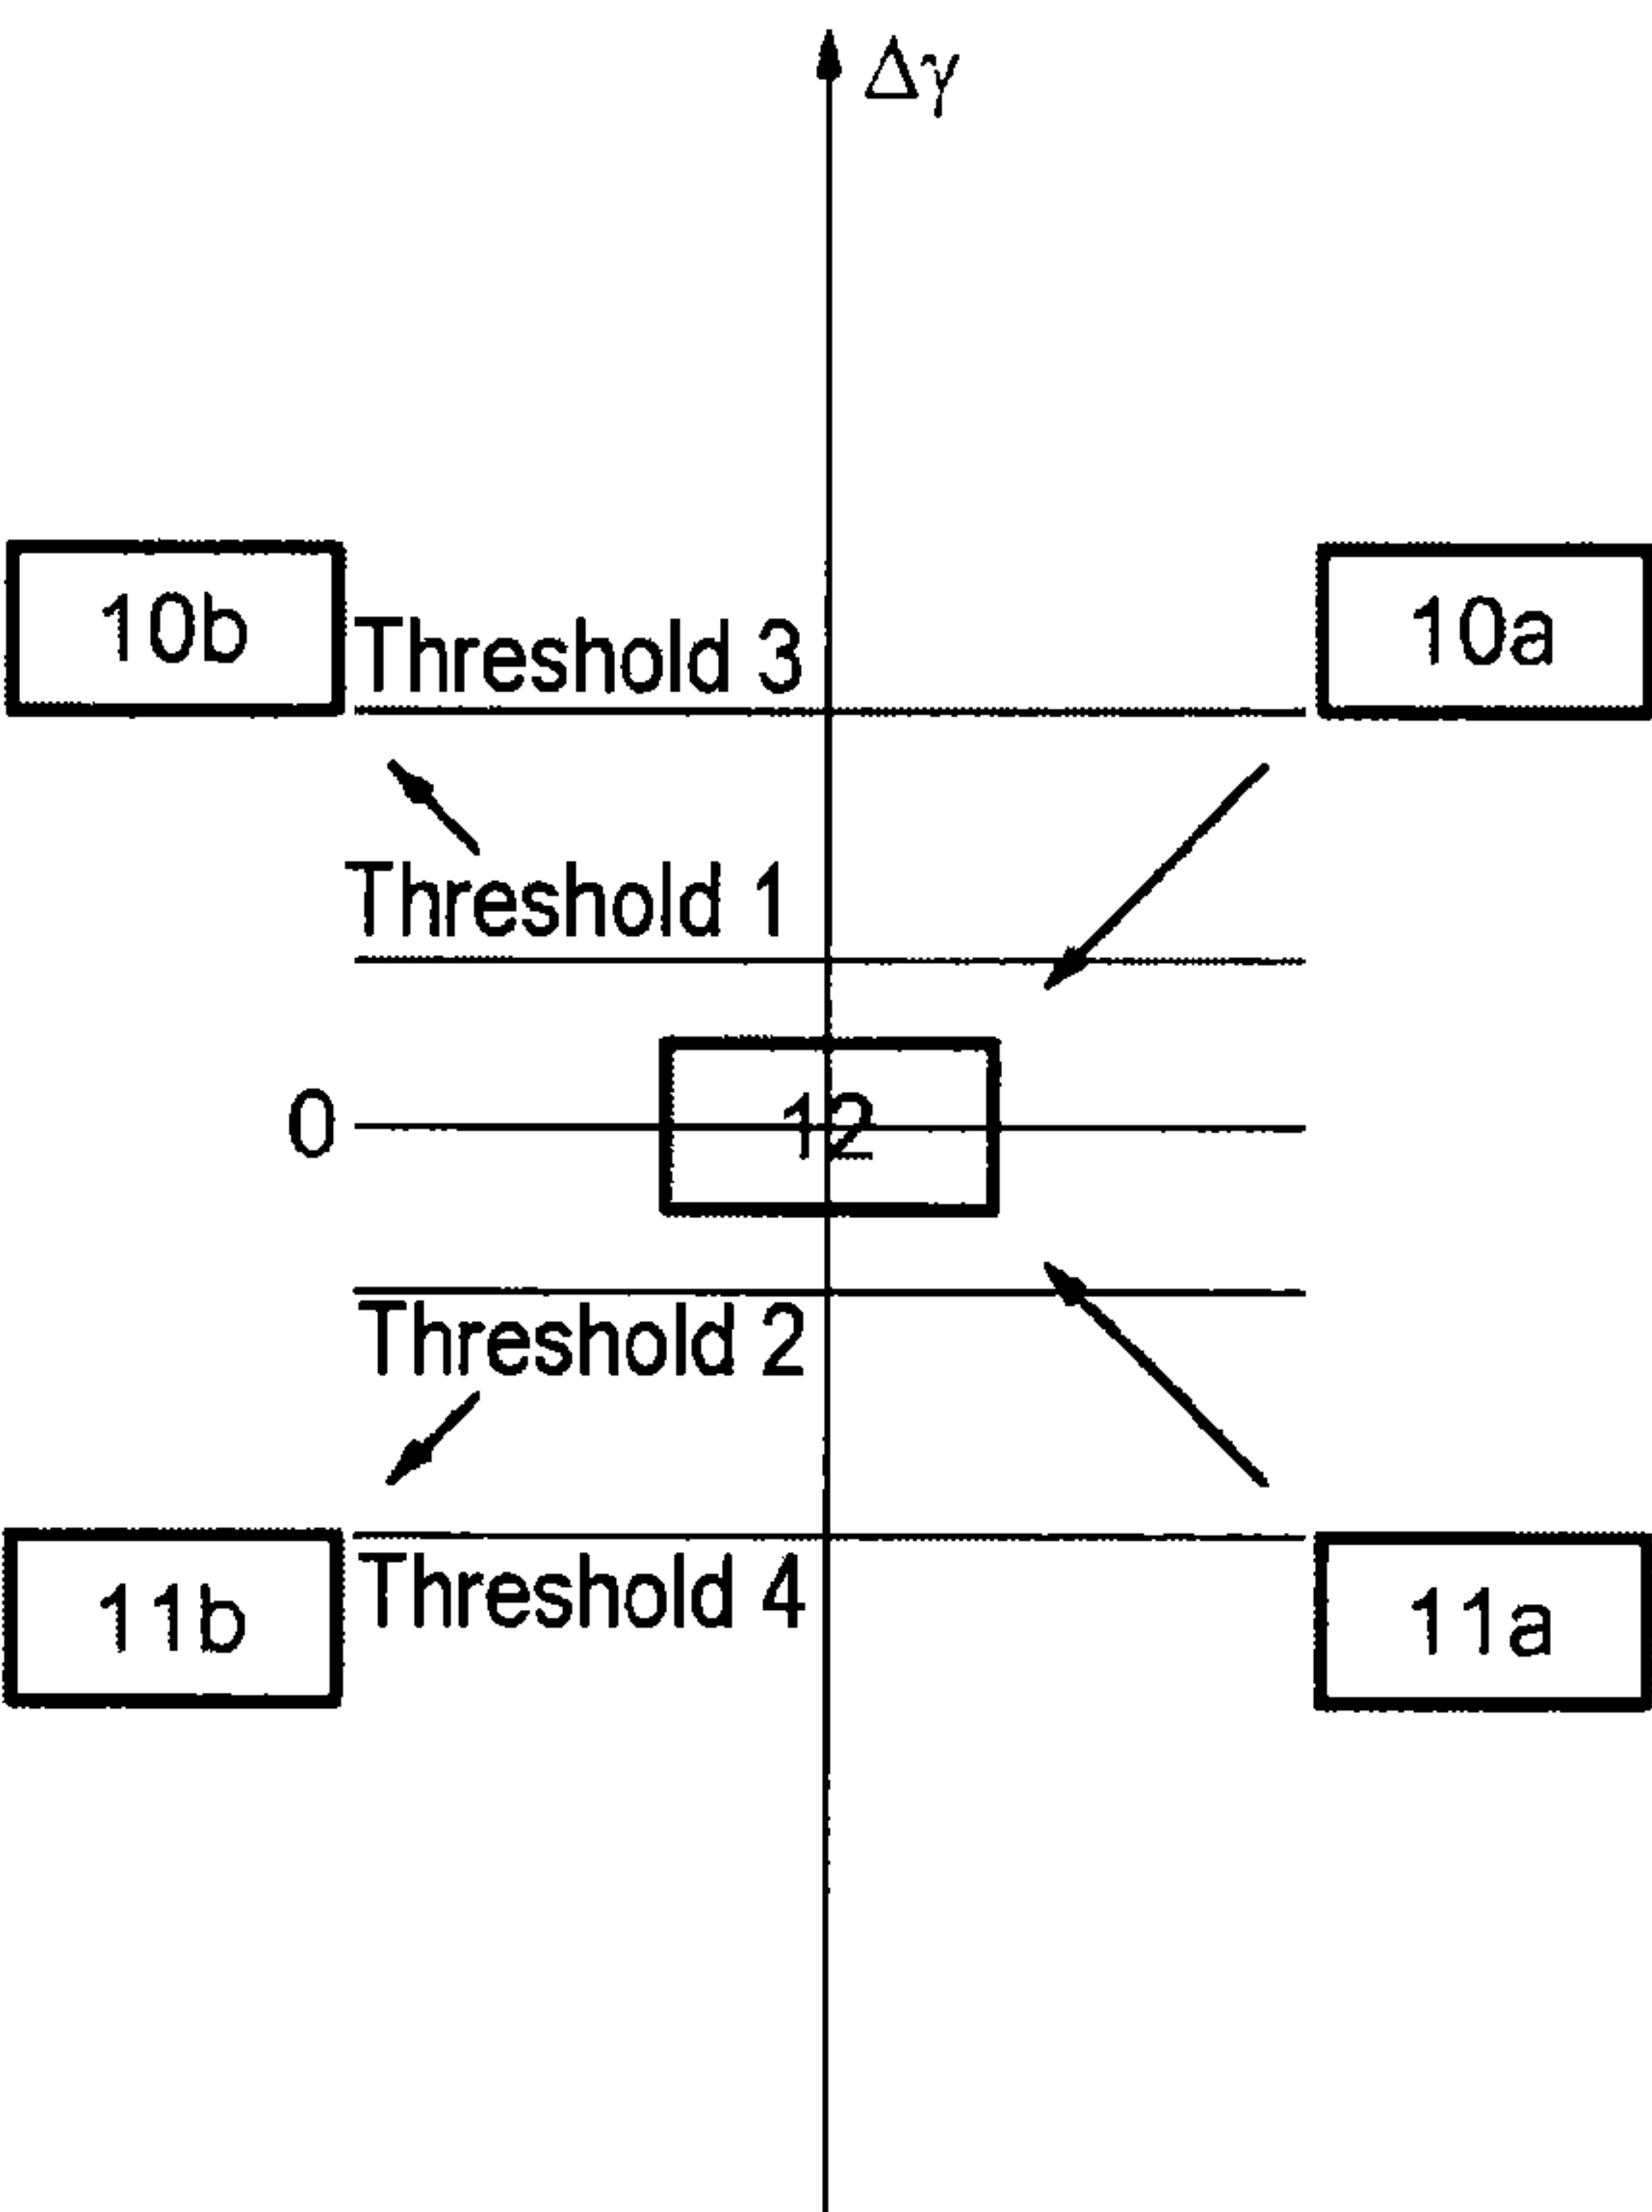 Δγ
10b
Threshold 3
10a
Threshold 1
0
12
Threshold 2
11b
Threshold 4
11a